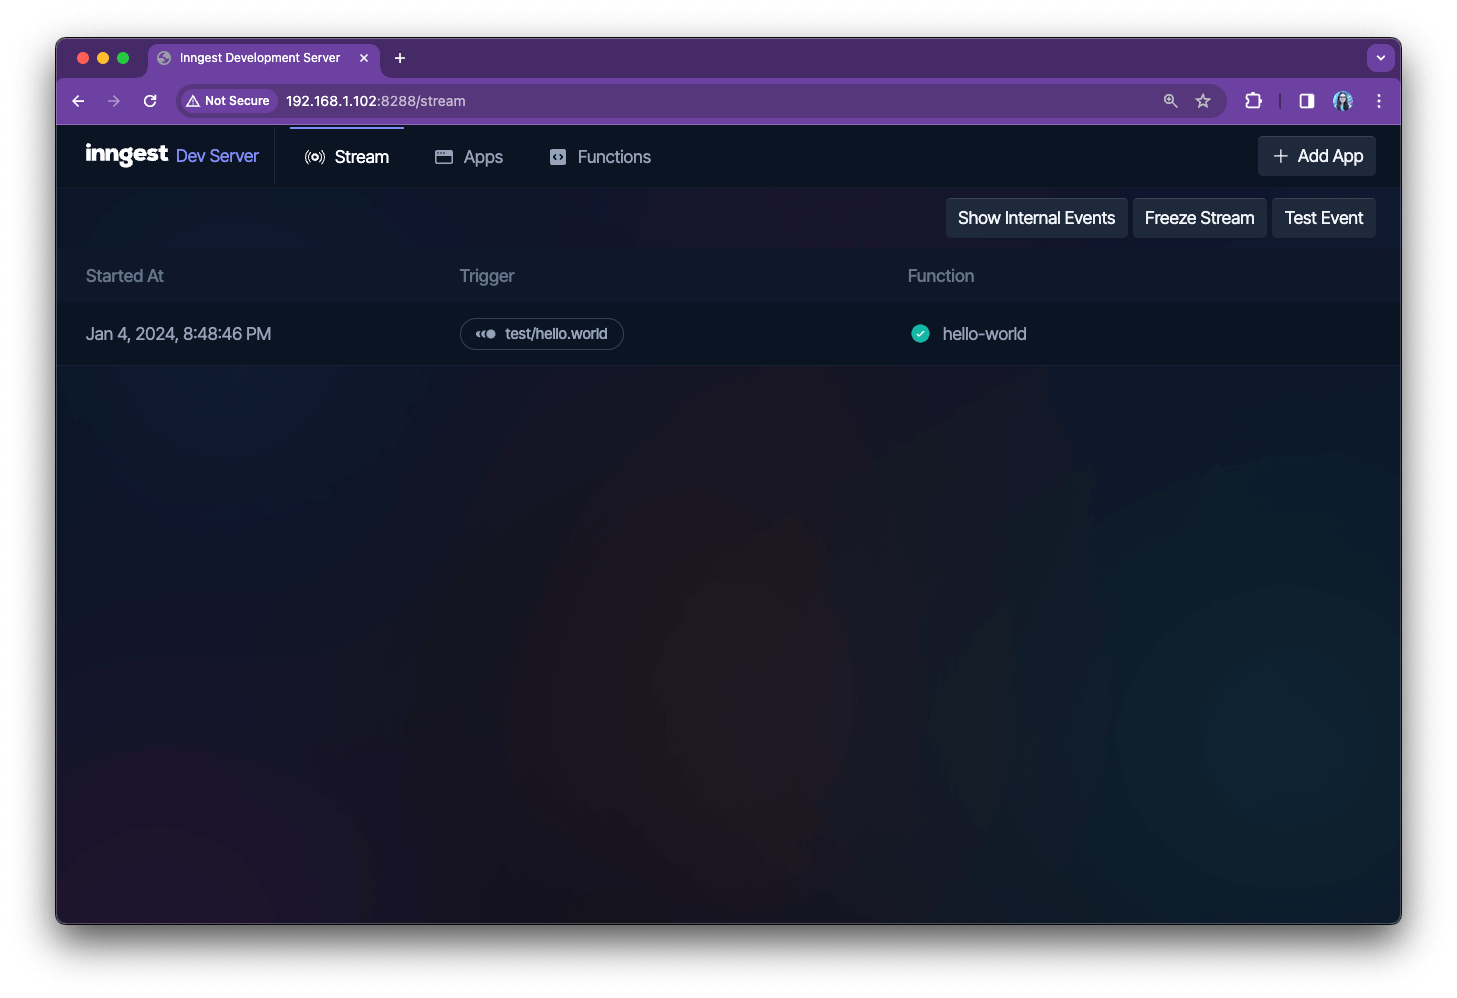 Inngest Development Server
Not Secure 192.168.1.102:8288/stream
inngest Dev Server Stream Apps Functions Add App
Show Internal Events Freeze Stream Test Event
Started At Trigger Function
Jan 4, 2024, 8:48:46 PM test/hello.world hello-world